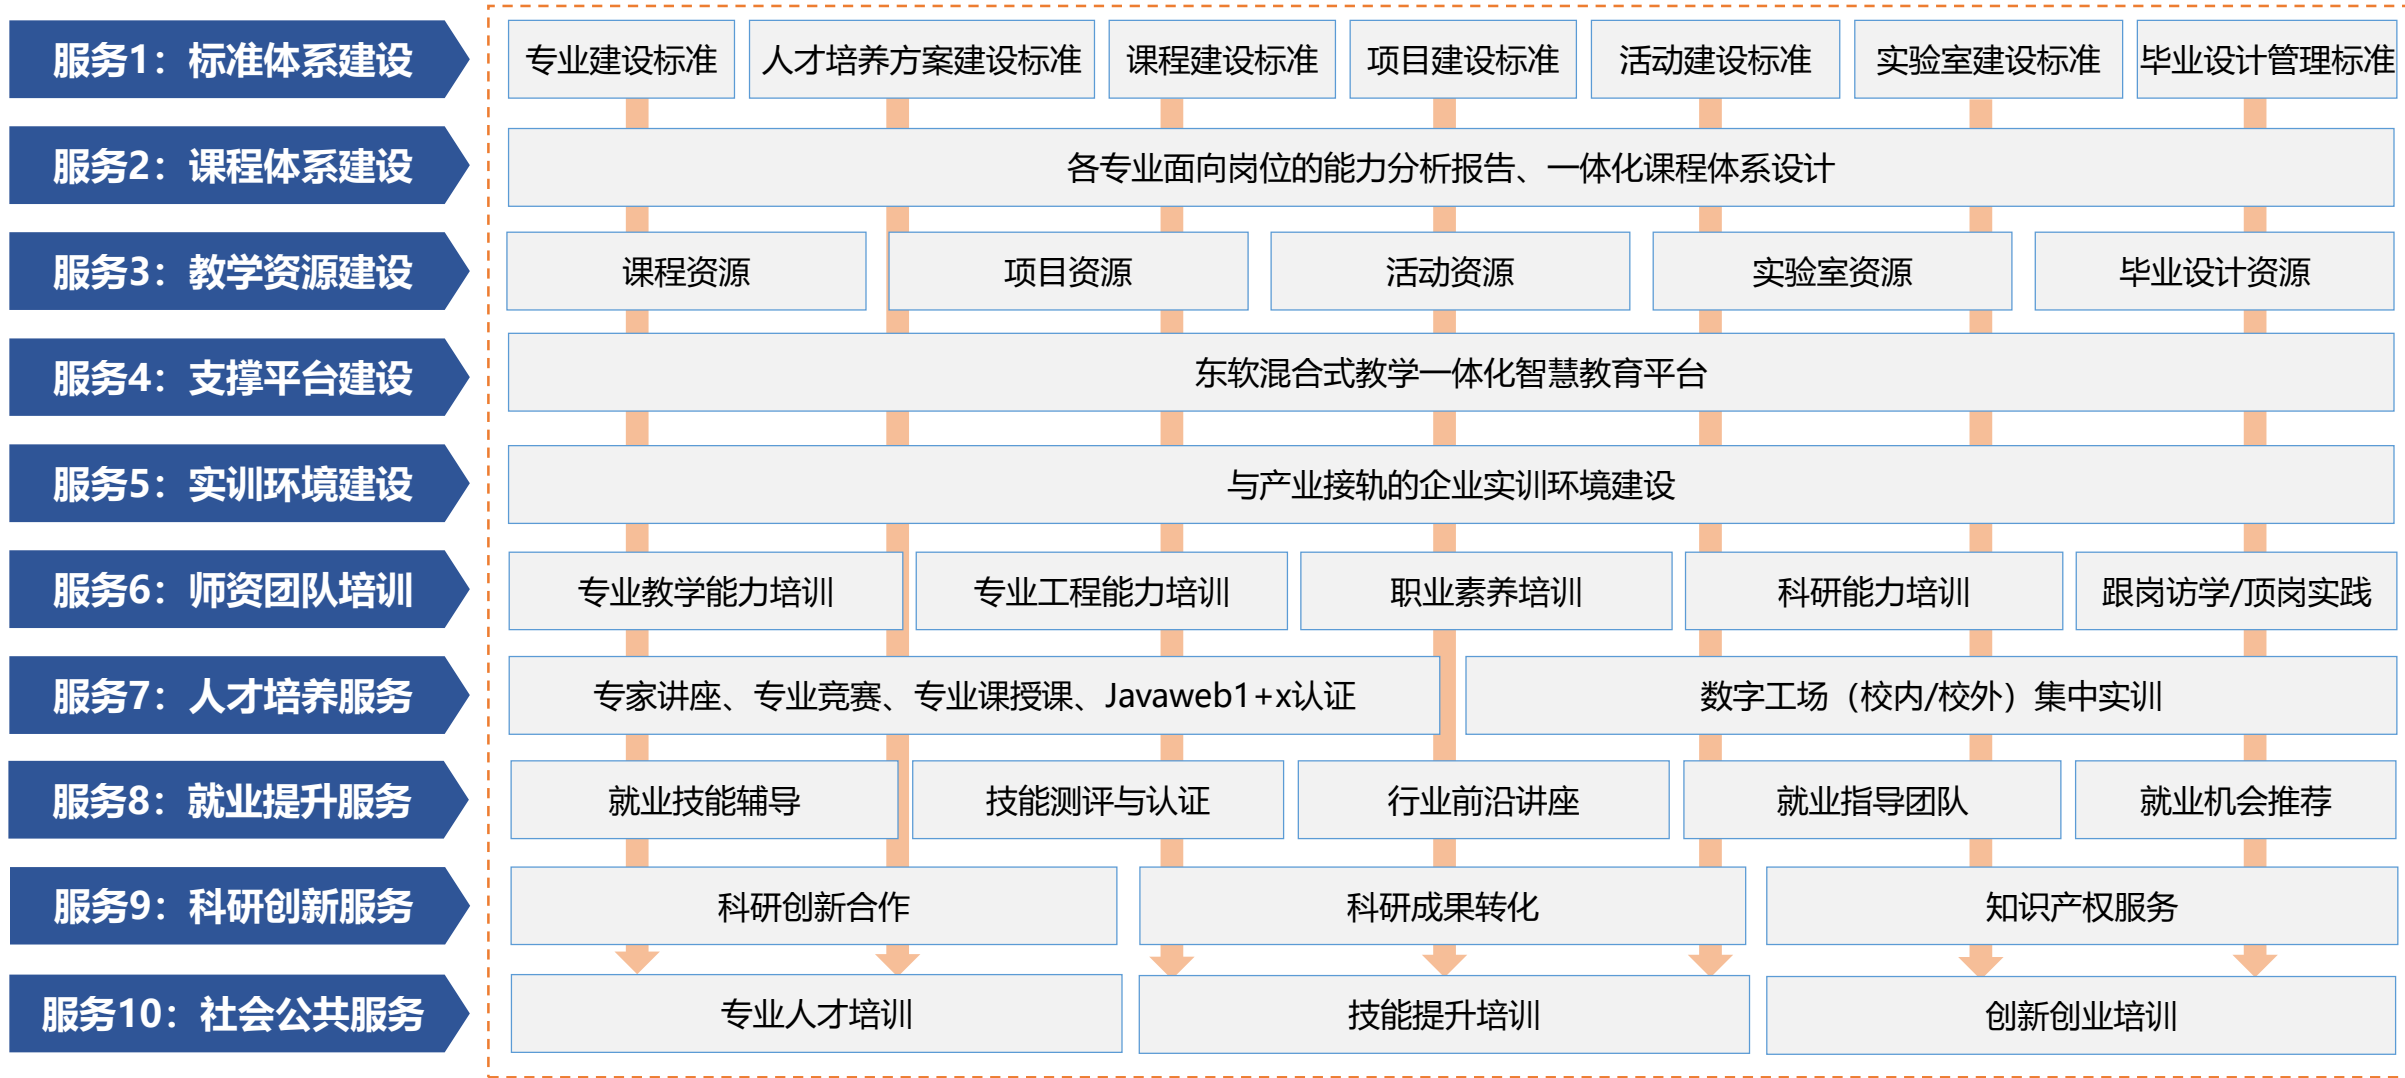 服务1：标准体系建设
专业建设标准
人才培养方案建设标准
课程建设标准
项目建设标准
活动建设标准
实验室建设标准
毕业设计管理标准
服务2：课程体系建设
各专业面向岗位的能力分析报告、一体化课程体系设计
服务3：教学资源建设
课程资源
项目资源
活动资源
实验室资源
毕业设计资源
服务4：支撑平台建设
东软混合式教学一体化智慧教育平台
服务5：实训环境建设
与产业接轨的企业实训环境建设
服务6：师资团队培训
专业教学能力培训
专业工程能力培训
职业素养培训
科研能力培训
跟岗访学/顶岗实践
服务7：人才培养服务
专家讲座、专业竞赛、专业课授课、Javaweb1+x认证
数字工场（校内/校外）集中实训
服务8：就业提升服务
就业技能辅导
技能测评与认证
行业前沿讲座
就业指导团队
就业机会推荐
服务9：科研创新服务
科研创新合作
科研成果转化
知识产权服务
服务10：社会公共服务
专业人才培训
技能提升培训
创新创业培训